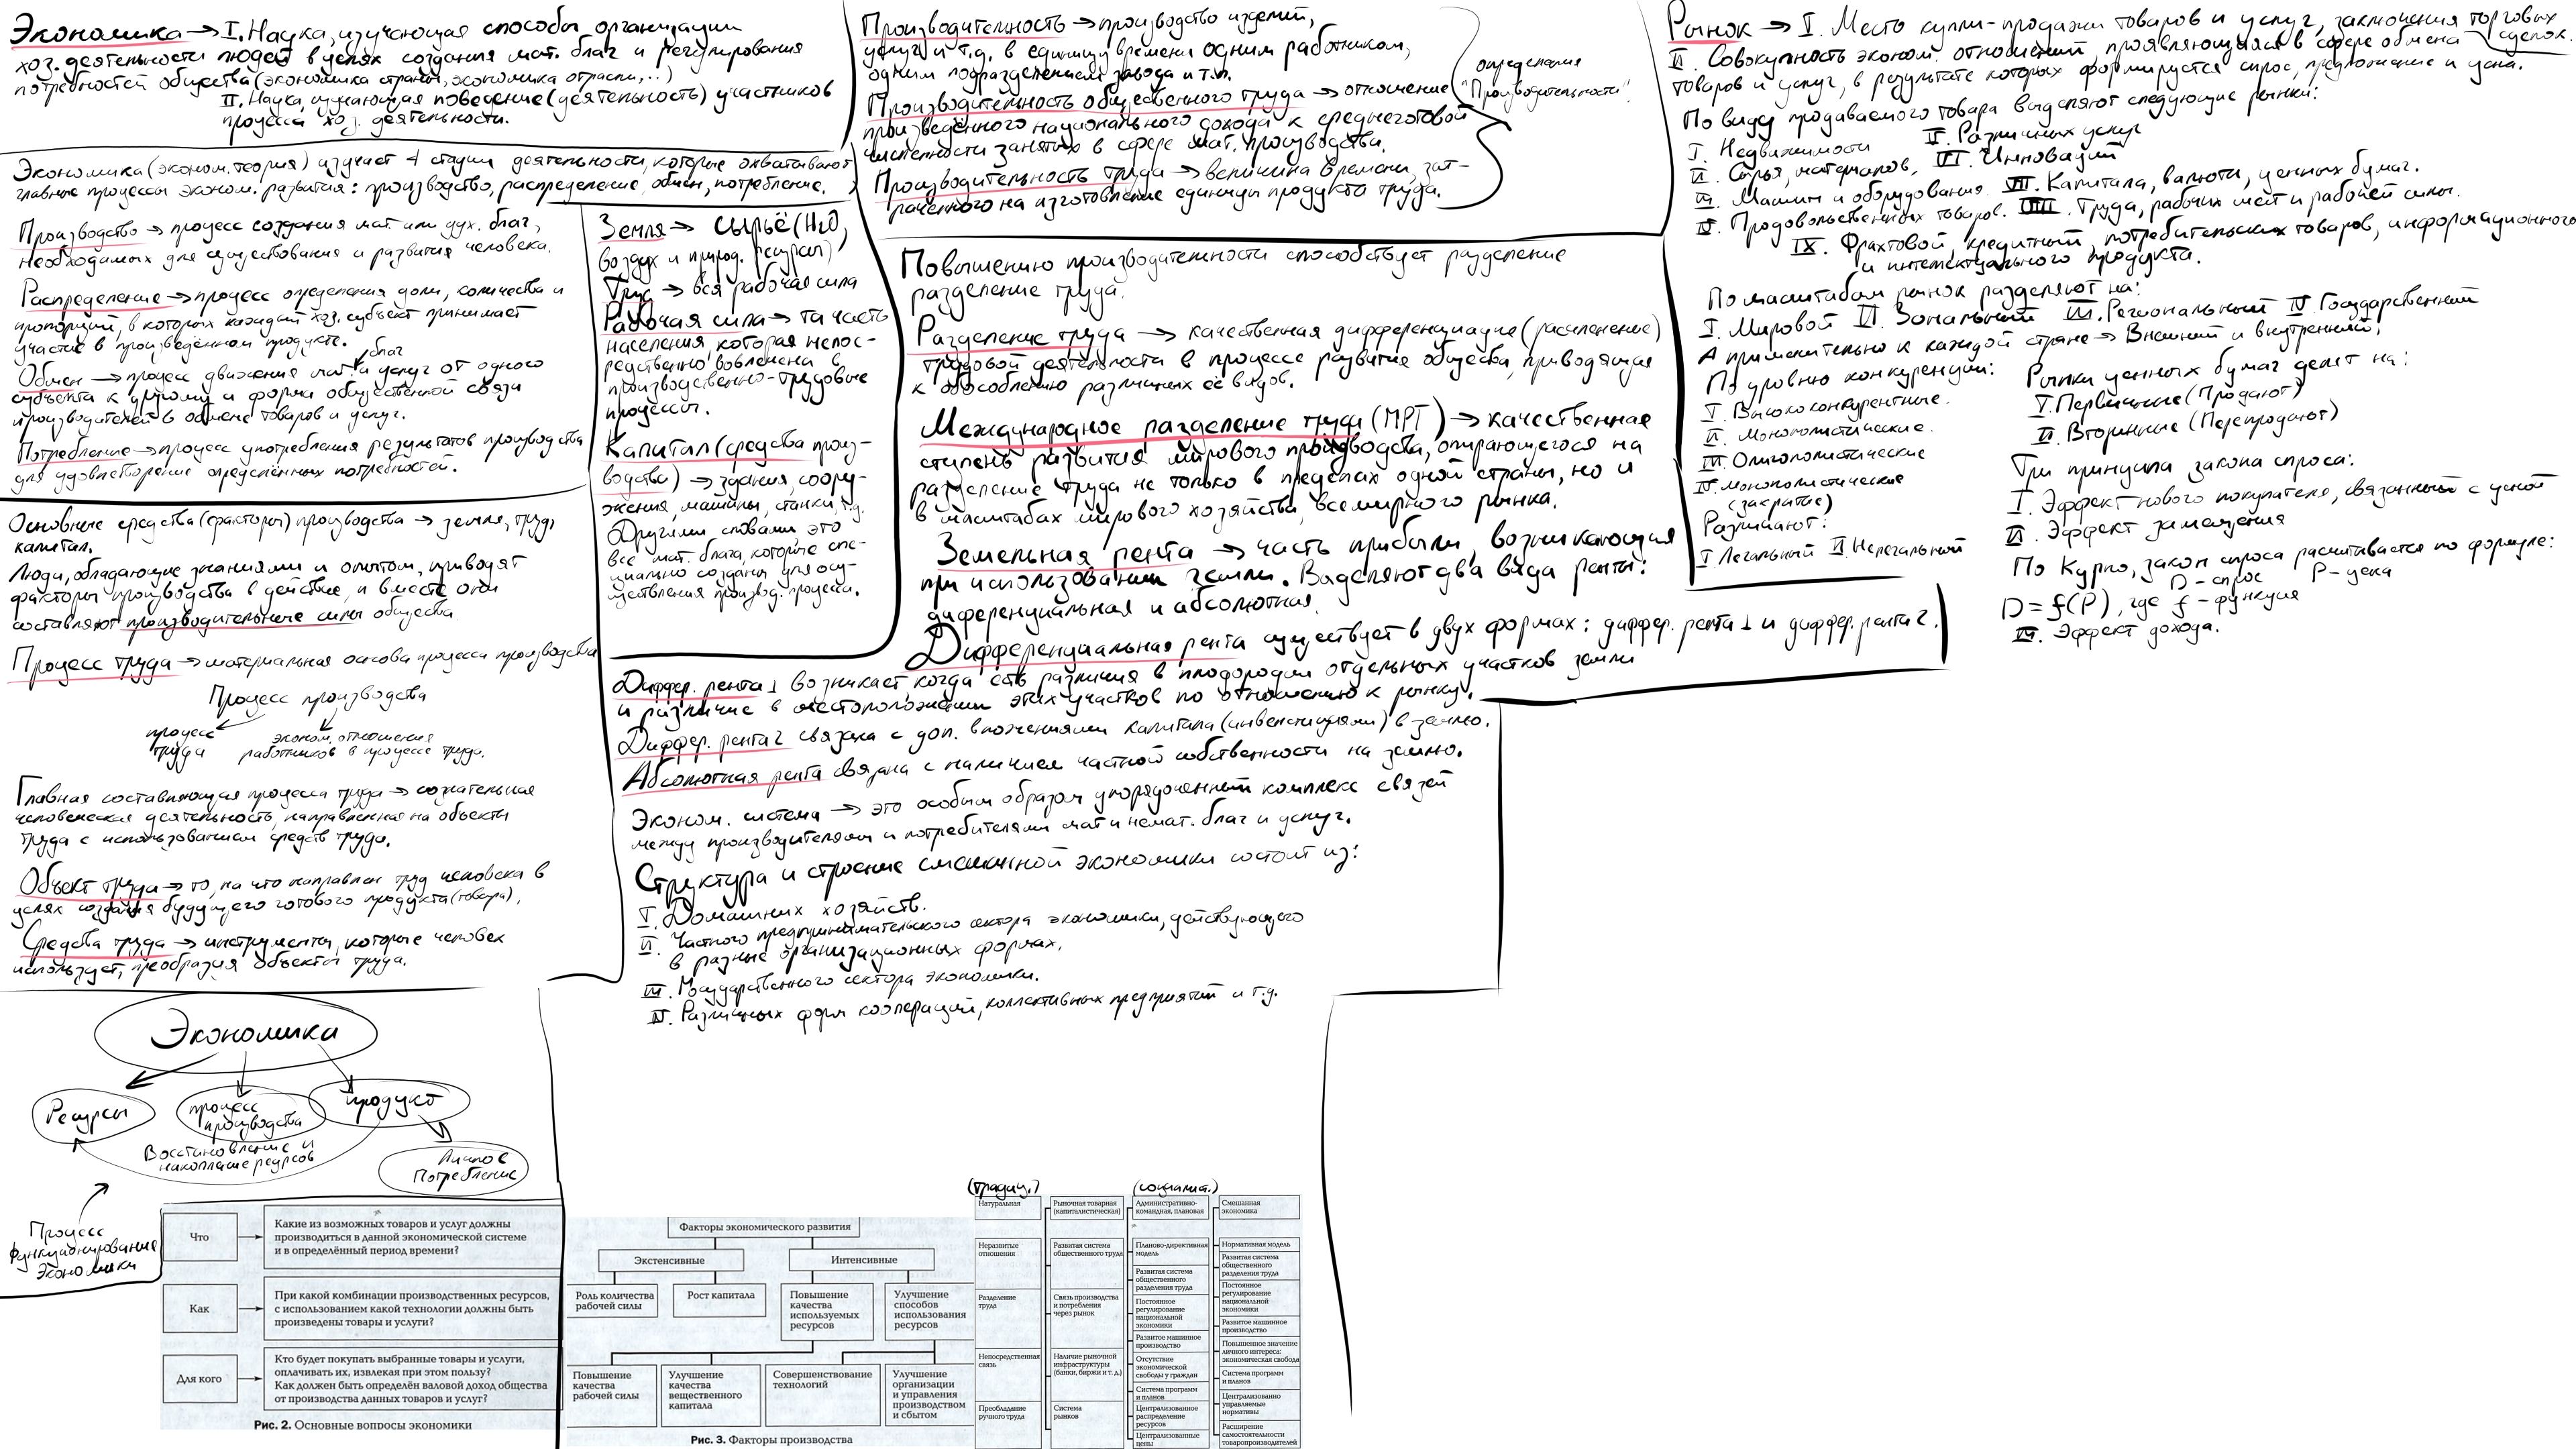 Экономика → I. Наука, изучающая способы организации
хоз. деятельности людей в целях создания мат. благ и регулирования
потребностей общества (экономика страны, экономика отрасли,...)
II. Наука, изучающая поведение (деятельность) участников
процесса хоз. деятельности.
Экономика (эконом. теория) изучает 4 стадии деятельности, которые охватывают
главные процессы эконом. развития: производство, распределение, обмен, потребление.
Производство → процесс создания мат. или дух. благ,
необходимых для существования и развития человека.
Распределение → процесс определения доли, количества и
пропорций, в которых каждый хоз. субъект принимает
участие в произведённом продукте.
благ
Обмен → процесс движения мат. и услуг от одного
субъекта к другому и форма общественной связи
производителей в обмене товаров и услуг.
Потребление → процесс употребления результатов производства
для удовлетворения определённых потребностей.
Основные средства (факторы) производства → земля, труд,
капитал.
Люди, обладающие знаниями и опытом, приводят
факторы производства в действие, и вместе они
составляют производительные силы общества.
Процесс труда → материальная основа процесса производства
Процесс производства
процесс
труда
эконом. отношения
работников в процессе труда.
Главная составляющая процесса труда → сознательная
человеческая деятельность, направленная на объекты
труда с использованием средств труда.
Объект труда → то, на что направлен труд человека в
целях создания будущего готового продукта (товара).
Средства труда → инструменты, которые человек
использует, преобразуя объекты труда.
Экономика
Ресурсы
процесс
производства
продукт
Восстановление и
накопление ресурсов
Личное
Потребление
Процесс
функционирования
Экономики
Что
Какие из возможных товаров и услуг должны
производиться в данной экономической системе
и в определённый период времени?
Как
При какой комбинации производственных ресурсов,
с использованием какой технологии должны быть
произведены товары и услуги?
Для кого
Кто будет покупать выбранные товары и услуги,
оплачивать их, извлекая при этом пользу?
Как должен быть определён валовой доход общества
от производства данных товаров и услуг?
Рис. 2. Основные вопросы экономики
Земля → сырьё (H2O,
воздух и природ. ресурсы)
Труд → вся рабочая сила
Рабочая сила → та часть
населения, которая непос-
редственно вовлечена в
производственно-трудовые
процессы.
Капитал (средства произ-
водства) → здания, соору-
жения, машины, станки, т.д.
Другими словами, это
все мат. блага, которые спе-
циально созданы для осу-
ществления производ. процесса.
Производительность → производство изделий,
услуг и т.д. в единицу времени одним работником,
одним подразделением завода и т.п.
Производительность общественного труда → отношение
произведённого национального дохода к среднегодовой
численности занятых в сфере мат. производства.
Производительность труда → величина времени, зат-
раченного на изготовление единицы продукта труда.
определения
"Производительности".
Повышению производительности способствует разделение
разделение труда.
Разделение труда → качественная дифференциация (расчленение)
трудовой деятельности в процессе развития общества, приводящая
к обособлению различных её видов.
Международное разделение труда (МРТ) → качественная
ступень развития мирового производства, опирающегося на
разделение труда не только в пределах одной страны, но и
в масштабах мирового хозяйства, всемирного рынка.
Земельная рента → часть прибыли, возникающая
при использовании земли. Выделяют два вида ренты:
диференциальная и абсолютная.
Дифференциальная рента существует в двух формах: диффер. рента 1 и диффер. рента 2.
Диффер. рента 1 возникает когда есть различия в плодородии отдельных участков земли
и различие в местоположении этих участков по отношению к рынку.
Диффер. рента 2 связана с доп. вложениями капитала (инвенстициями) в землю.
Абсолютная рента связана с наличием частной собственности на землю.
Эконом. система → это особым образом упорядоченный комплекс связей
между производителями и потребителями мат и немат. благ и услуг.
Структура и строение смешанной экономики состоит из:
I. Домашних хозяйств.
II. Частного предпринимательского сектора экономики, действующего
в разных организационных формах.
III. Государственного сектора экономики.
IV. Различных форм кооперации, коллективных предприятий и т.д.
Факторы экономического развития
Экстенсивные
Интенсивные
Роль количества
рабочей силы
Рост капитала
Повышение
качества
используемых
ресурсов
Улучшение
способов
использования
ресурсов
Повышение
качества
рабочей силы
Улучшение
качества
вещественного
капитала
Совершенствование
технологий
Улучшение
организации
и управления
производством
и сбытом
Рис. 3. Факторы производства
(традиц.)
(социалист.)
Натуральная
Неразвитые
отношения
Разделение
труда
Непосредственная
связь
Преобладание
ручного труда
Рыночная товарная
(капиталистическая)
Развитая система
общественного труда
Связь производства
и потребления
через рынок
Наличие рыночной
инфраструктуры
(банки, биржи и т. д.)
Система
рынков
Административно-
командная, плановая
Планово-директивная
модель
Развитая система
общественного
разделения труда
Постоянное
регулирование
национальной
экономики
Развитое машинное
производство
Отсутствие
экономической
свободы у граждан
Система программ
и планов
Централизованное
распределение
ресурсов
Централизованные
цены
Смешанная
экономика
Нормативная модель
Развитая система
общественного
разделения труда
Постоянное
регулирование
национальной
экономики
Развитое машинное
производство
Повышенное значение
личного интереса:
экономическая свобода
Система программ
и планов
Централизованно
управляемые
нормативы
Расширение
самостоятельности
товаропроизводителей
Рынок → I. Место купли-продажи товаров и услуг, заключения торговых
сделок.
II. Совокупность эконом. отношений, проявляющихся в сфере обмена
товаров и услуг, в результате которых формируется спрос, предложение и цена.
По виду продаваемого товара выделяют следующие рынки:
I. Недвижимости
II. Сырья, материалов.
III. Машин и оборудования.
IV. Продовольственных товаров.
V. Различных услуг
VI. Инноваций
VII. Капитала, валюты, ценных бумаг.
VIII. Труда, рабочих мест и рабочей силы.
IX. Фрахтовой, кредитный, потребительских товаров, информационного
и интелектуального продукта.
По масштабам рынок разделяют на:
I. Мировой II. Зональный III. Региональный IV Государственный
А применительно к каждой стране → Внешний и внутренний.
По уровню конкуренции:
I. Высококонкурентные.
II. Монополистические.
III. Олигополистические
IV. Монополистические
(закрытые)
Различают:
I Легальный II. Нелегальный
Рынки ценных бумаг делят на:
I. Первичные (Продают)
II. Вторичные (Перепродают)
Три принципа закона спроса:
I. Эффект нового покупателя, связанный с ценой
II. Эффект замещения
По Курно, закон спроса расчитывается по формуле:
D - спрос P - цена
D = f(P), где f - функция
III. Эффект дохода.